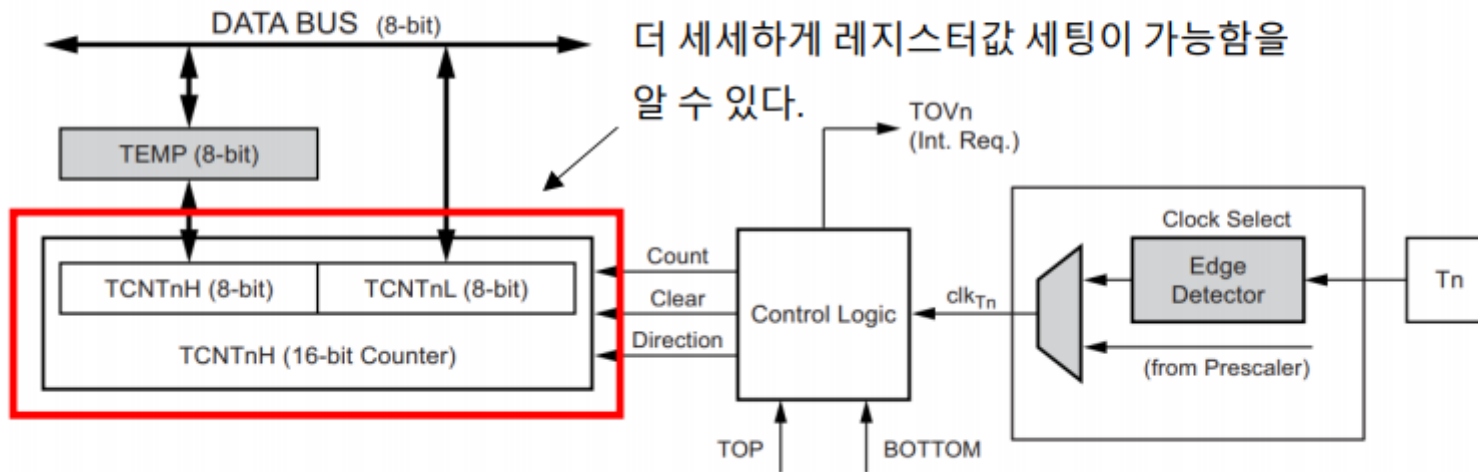 DATA BUS (8-bit)
더 세세하게 레지스터값 세팅이 가능함을
알 수 있다.
TOVn
(Int. Req.)
TEMP (8-bit)
Clock Select
Edge
Detector
Tn
TCNTnH (8-bit)
TCNTnL (8-bit)
TCNTnH (16-bit Counter)
Count
Clear
Direction
Control Logic
clkTn
(from Prescaler)
TOP
BOTTOM